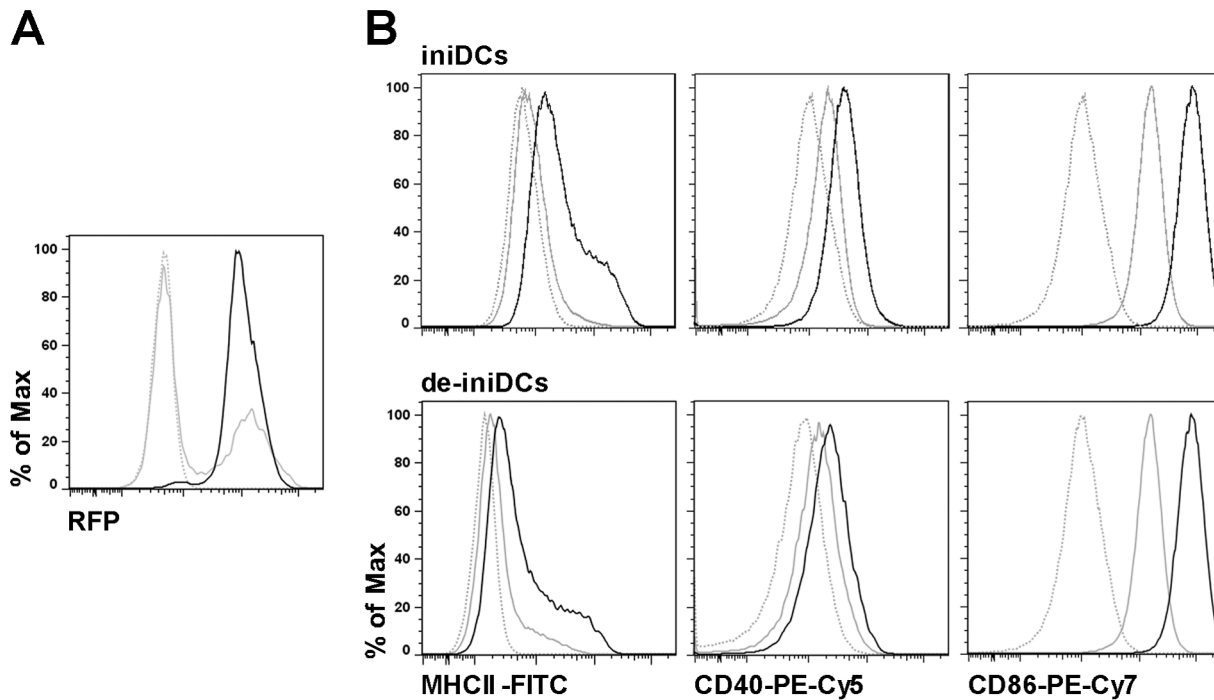 A
B
iniDCs
100
80
60
40
20
0
% of Max
RFP
100
80
60
40
20
0
de-iniDCs
100
80
60
40
20
0
% of Max
MHCII-FITC
CD40-PE-Cy5
CD86-PE-Cy7